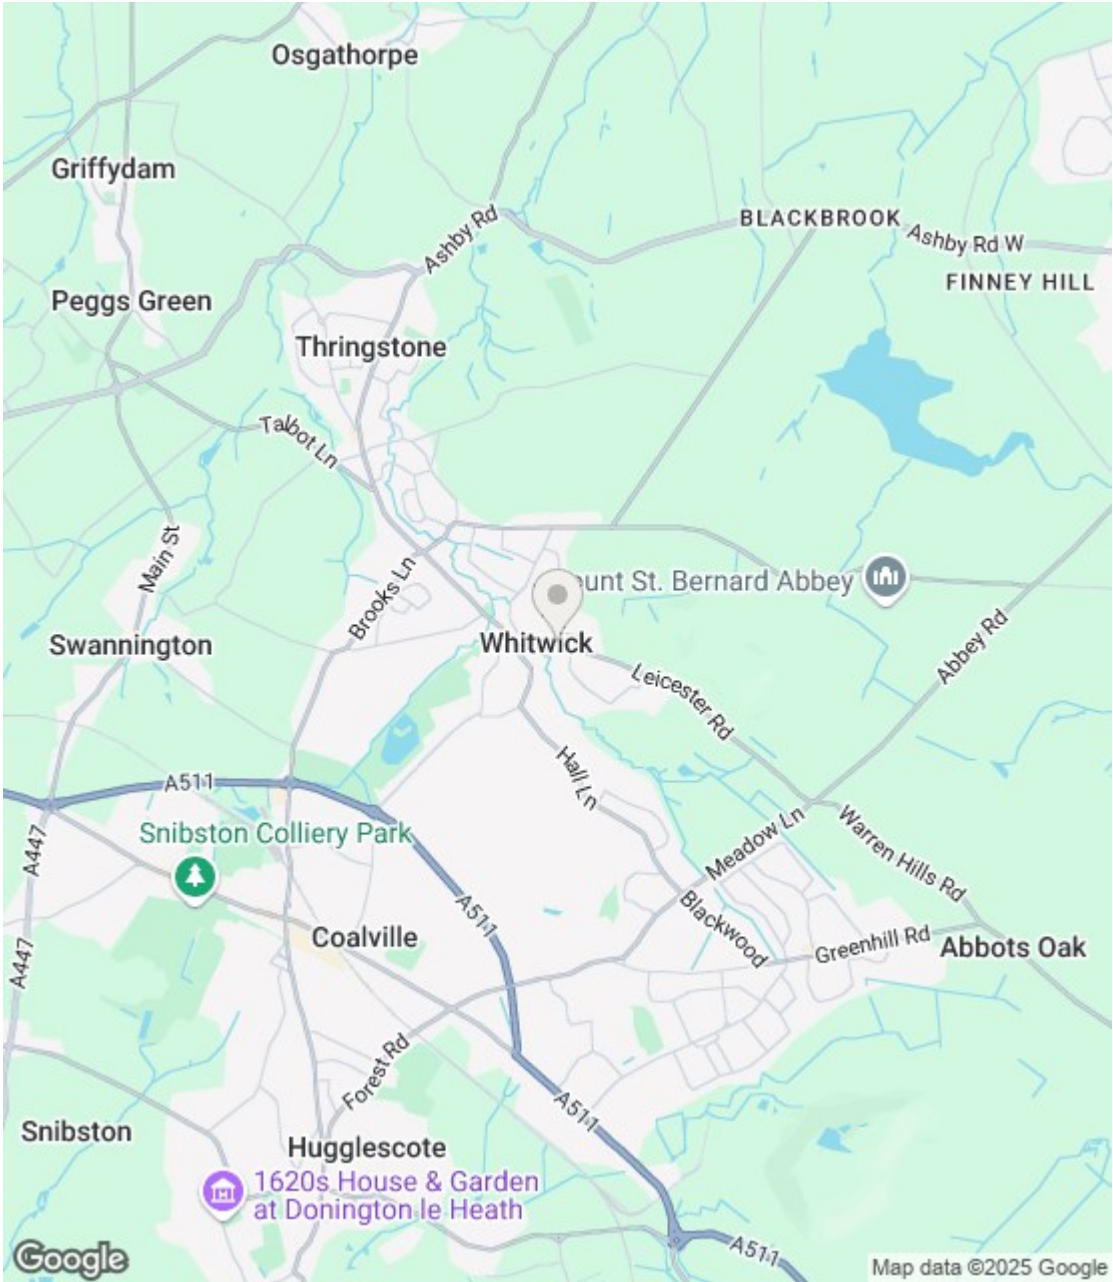 Osgathorpe
Griffydam
Ashby Rd
BLACKBROOK
Ashby Rd W
FINNEY HILL
Peggs Green
Thringstone
Talbot Ln
Main St
Brooks Ln
ount St. Bernard Abbey
Swannington
Whitwick
Abbey Rd
Leicester Rd
Hall Ln
A511
Snibston Colliery Park
A447
Meadow Ln
Warren Hills Rd
A511
Blackwood
Coalville
Greenhill Rd
Abbots Oak
A447
Forest Rd
A511
Snibston
Hugglescote
1620s House & Garden
at Donington le Heath
A511
Google
Map data ©2025 Google